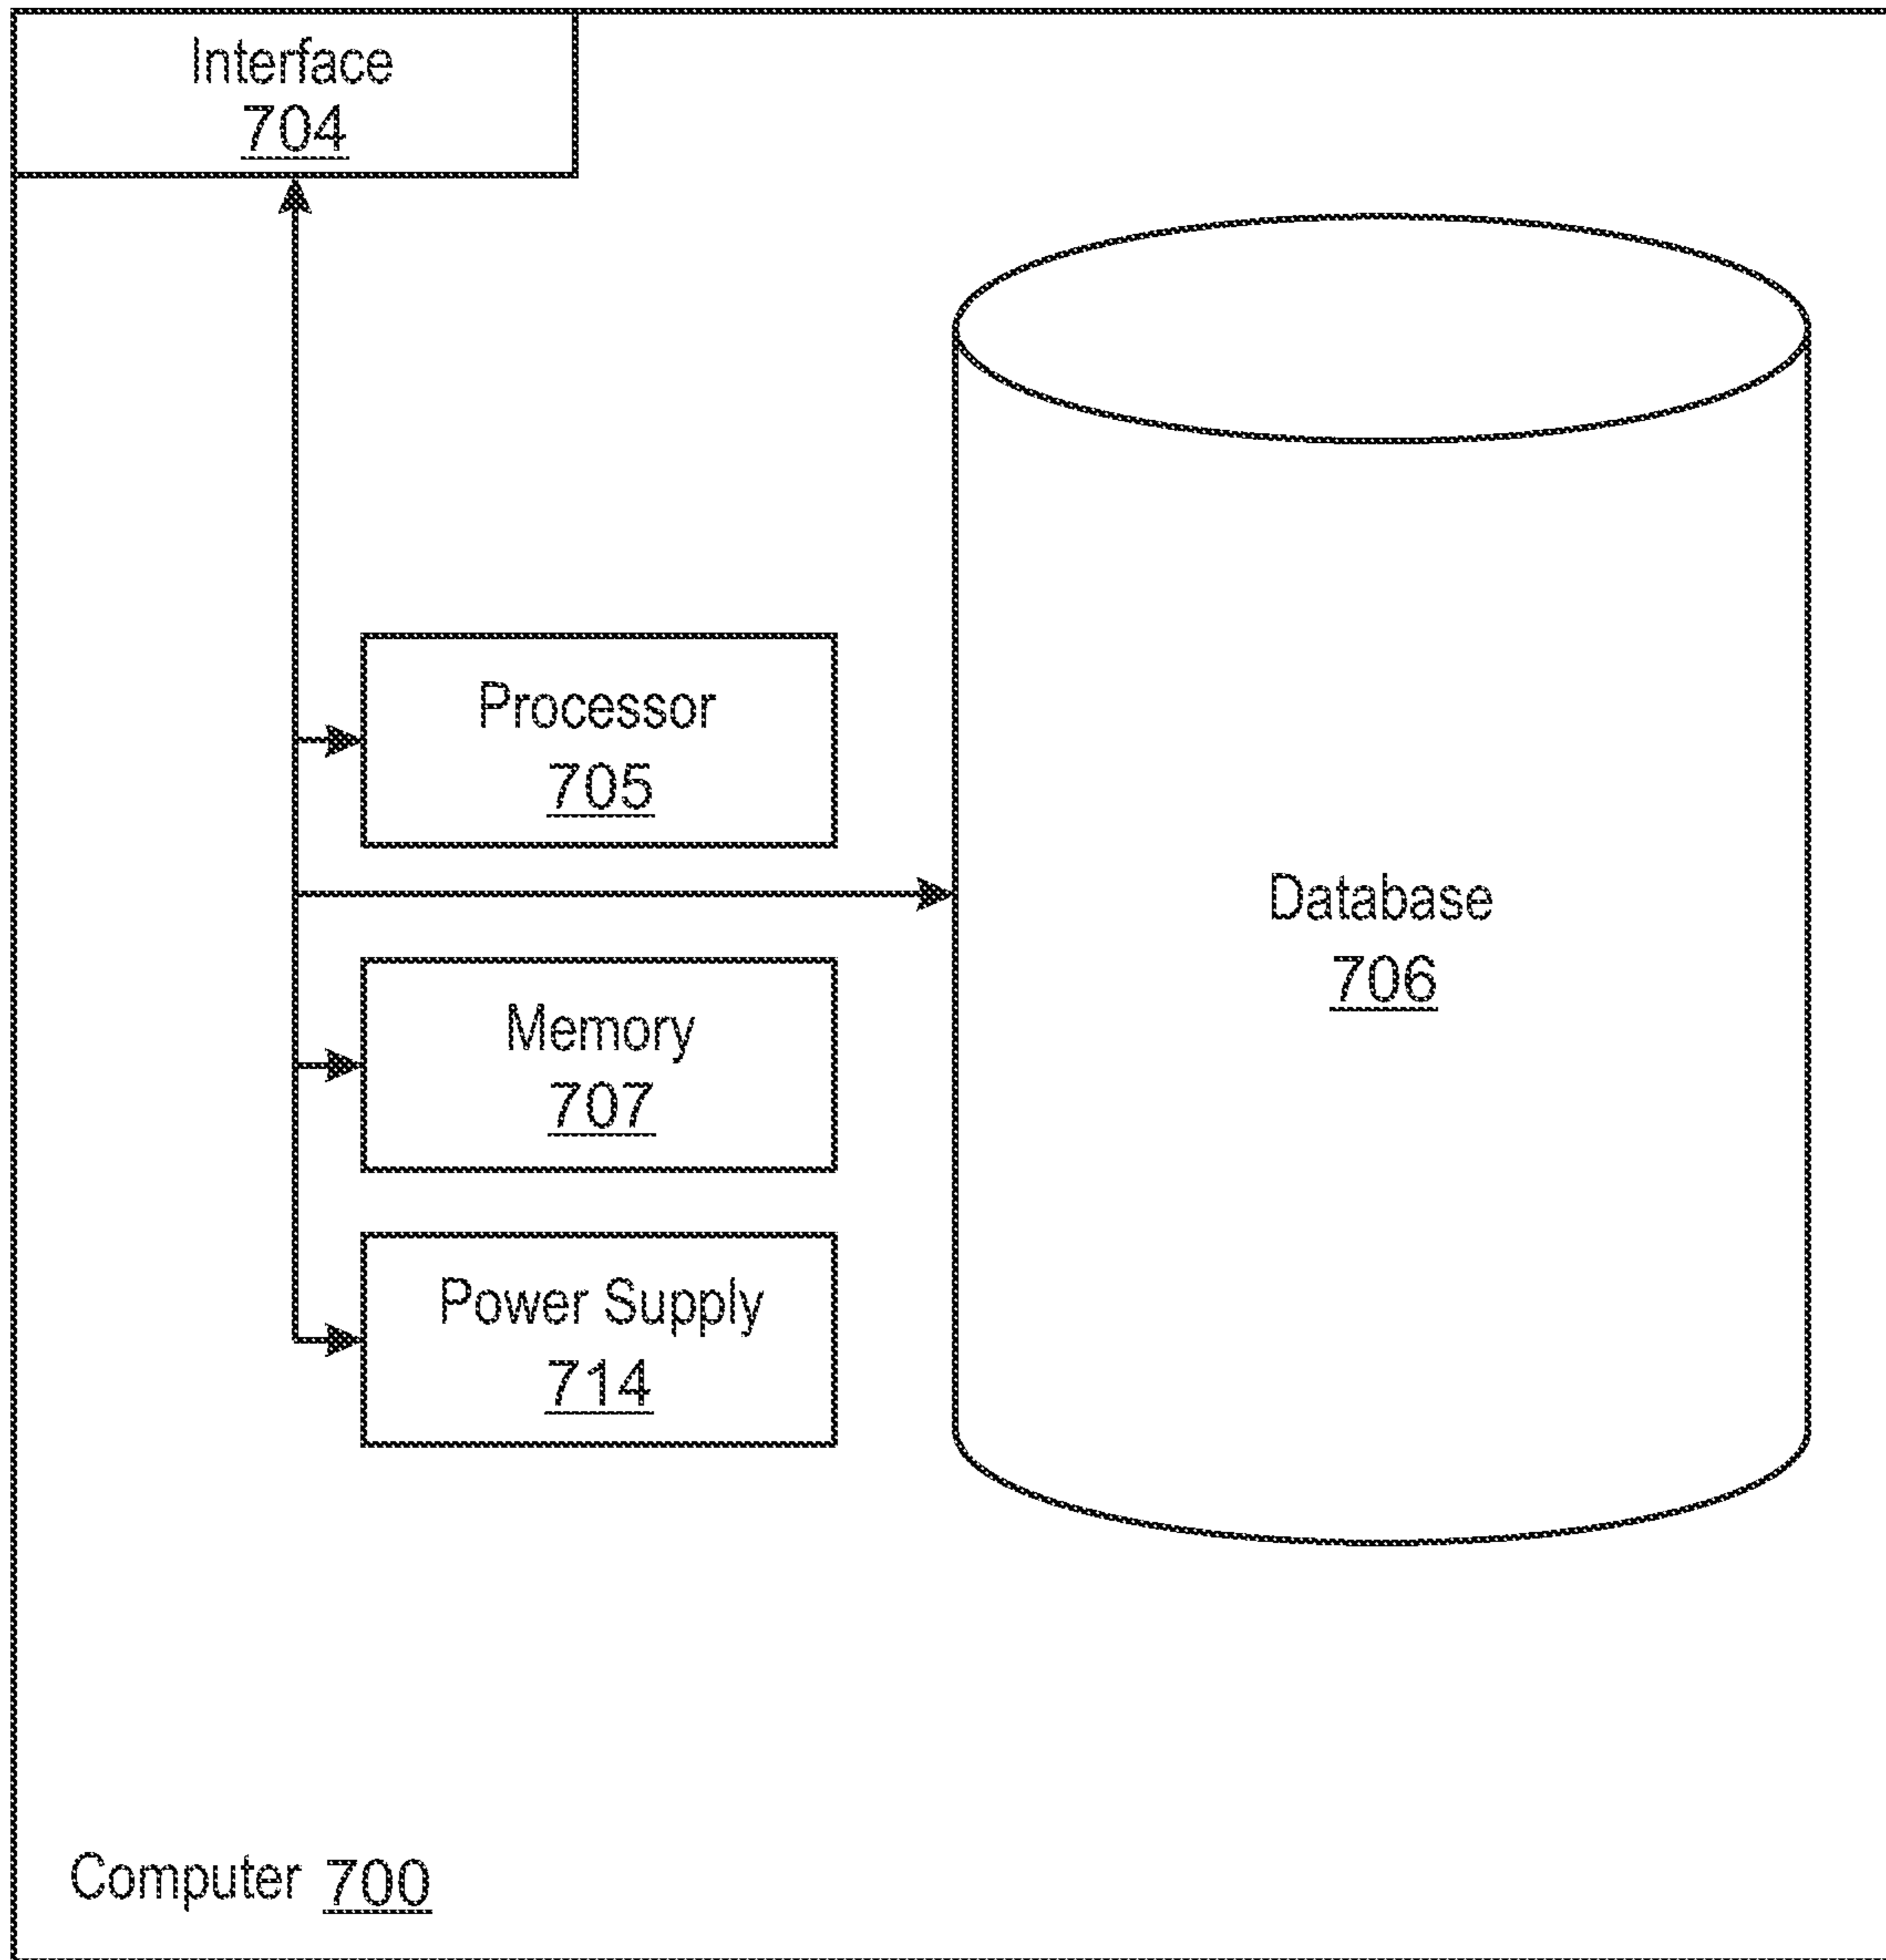 Interface
704
Processor
705
Database
706
Memory
707
Power Supply
714
Computer 700